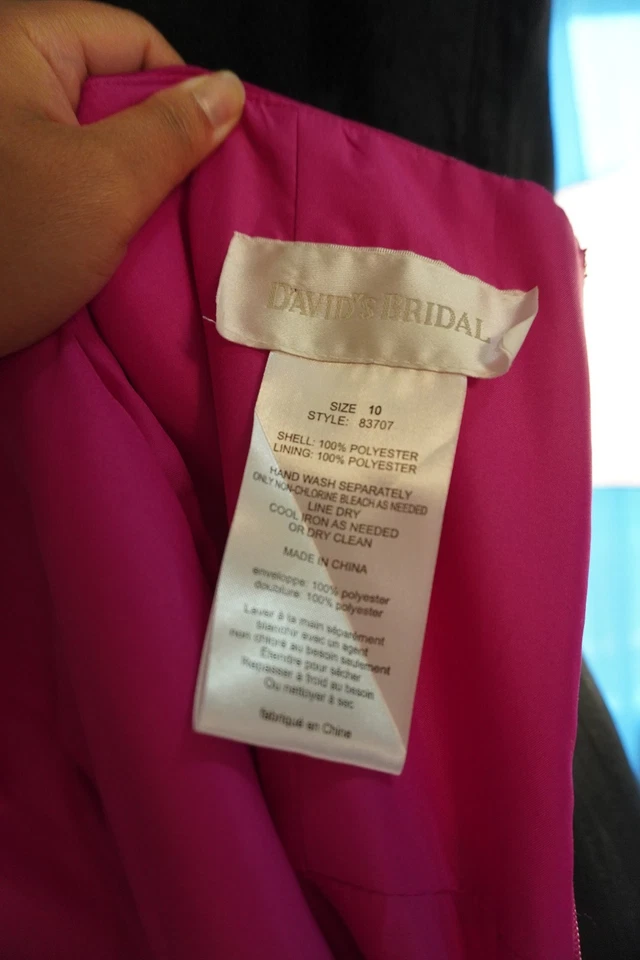 DAVID'S BRIDAL
SIZE 10
STYLE: 83707
SHELL: 100% POLYESTER
LINING: 100% POLYESTER
HAND WASH SEPARATELY
ONLY NON-CHLORINE BLEACH AS NEEDED
LINE DRY
COOL IRON AS NEEDED
OR DRY CLEAN
MADE IN CHINA
enveloppe: 100% polyester
doublure: 100% polyester
Laver à la main séparément
blanchir avec un agent
non chloré au besoin seulement
Étendre pour sécher
Repasser à froid au besoin
Ou nettoyer à sec
fabriqué en Chine